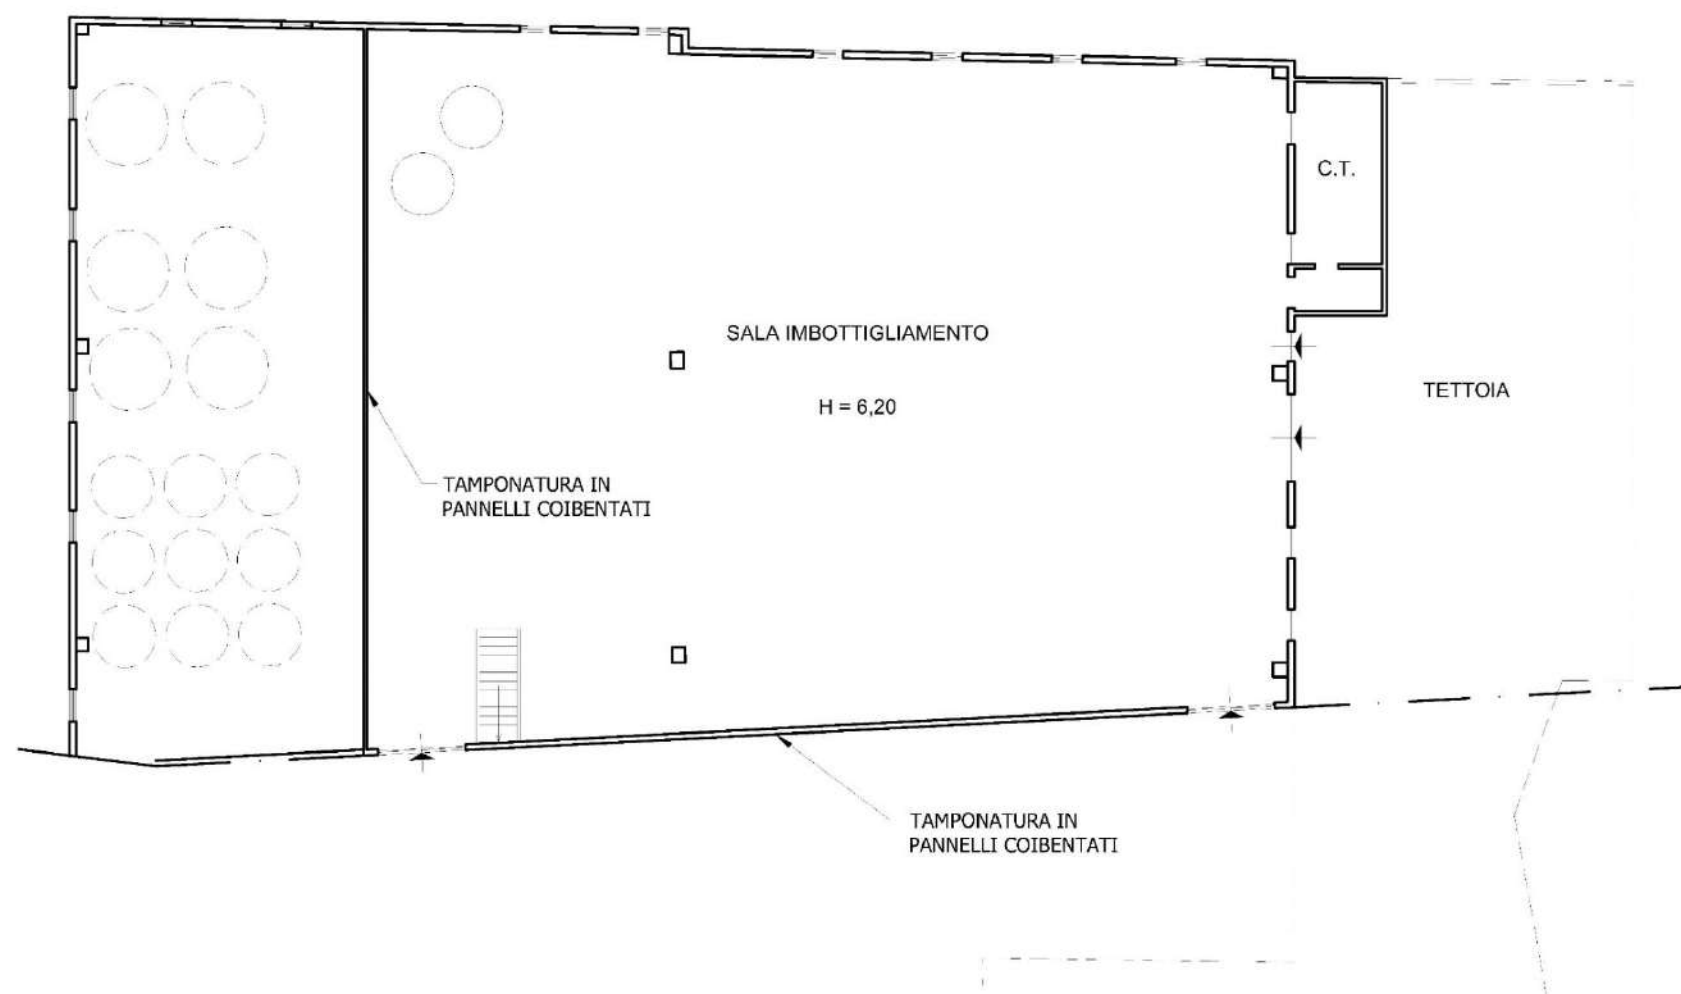 C.T.
SALA IMBOTTIGLIAMENTO
H = 6,20
TETTOIA
TAMPONATURA IN
PANNELLI COIBENTATI
TAMPONATURA IN
PANNELLI COIBENTATI